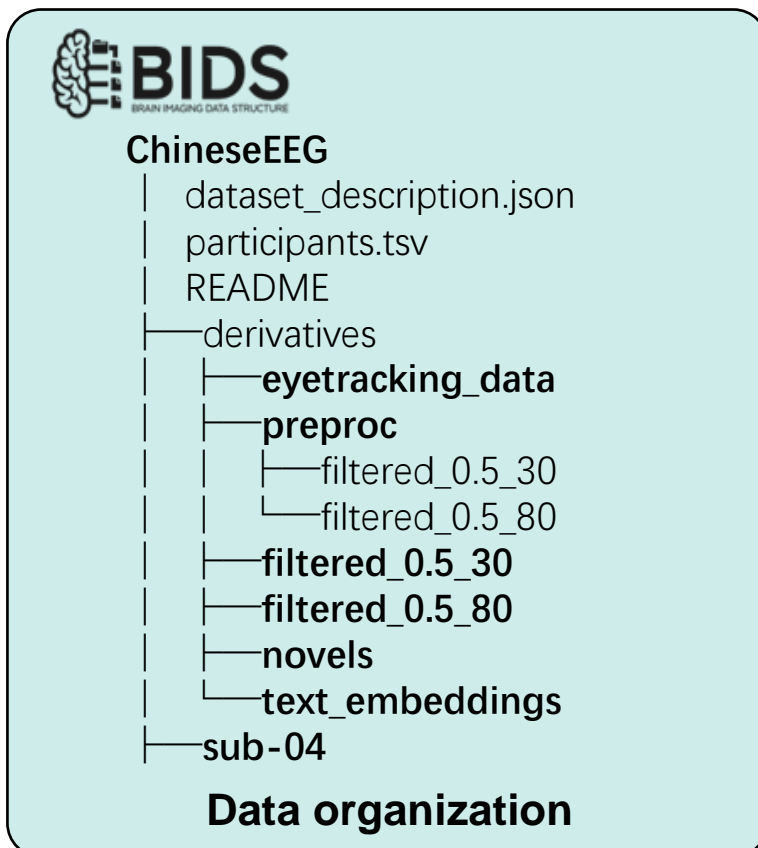 BIDS
BRAIN IMAGING DATA STRUCTURE
ChineseEEG
│ dataset_description.json
│ participants.tsv
│ README
├──derivatives
│ ├──eyetracking_data
│ ├──preproc
│ │ ├──filtered_0.5_30
│ │ └──filtered_0.5_80
│ ├──filtered_0.5_30
│ ├──filtered_0.5_80
│ ├──novels
│ └──text_embeddings
├──sub-04
Data organization